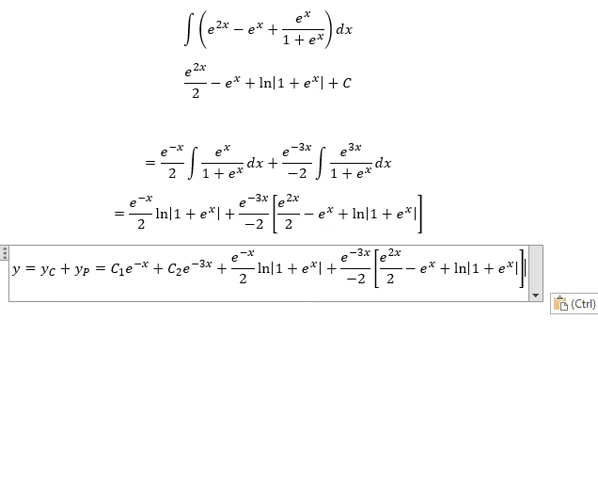 ∫(e^{2x} − e^x + e^x/(1 + e^x)) dx
e^{2x}/2 − e^x + ln|1 + e^x| + C
= e^{−x}/2 ∫ e^x/(1 + e^x) dx + e^{−3x}/−2 ∫ e^{3x}/(1 + e^x) dx
= e^{−x}/2 ln|1 + e^x| + e^{−3x}/−2 [e^{2x}/2 − e^x + ln|1 + e^x|]
y = y_C + y_P = C_1e^{−x} + C_2e^{−3x} + e^{−x}/2 ln|1 + e^x| + e^{−3x}/−2 [e^{2x}/2 − e^x + ln|1 + e^x|]
(Ctrl)